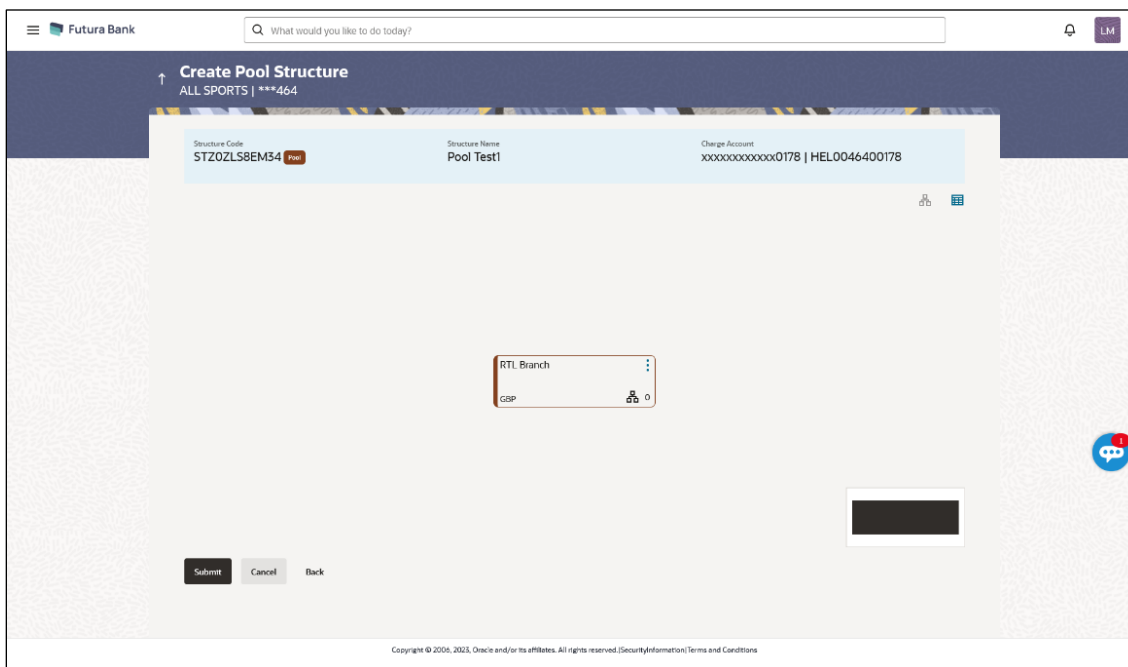 Futura Bank
What would you like to do today?
LM
Create Pool Structure
ALL SPORTS | ***464
Structure Code
Structure Name
Charge Account
STZ0ZLS8EM34 Pool
Pool Test1
xxxxxxxxxxxx0178 | HEL0046400178
RTL Branch
GBP
0
1
Submit
Cancel
Back
Copyright © 2006, 2023, Oracle and/or its affiliates. All rights reserved.|SecurityInformation|Terms and Conditions